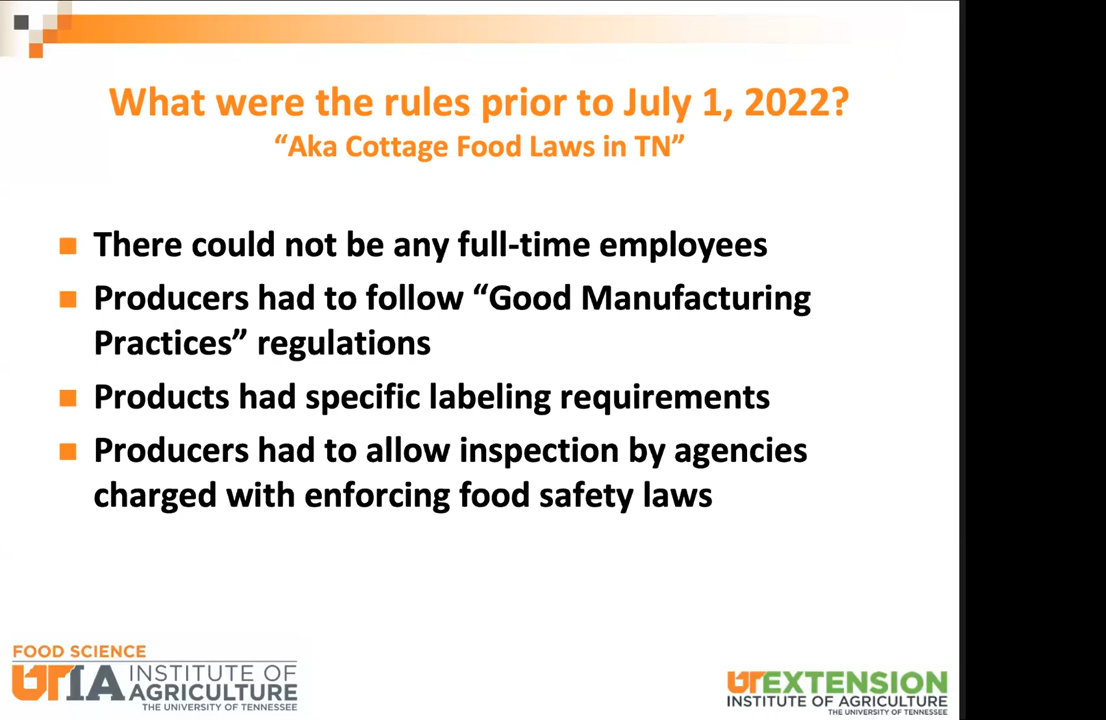 What were the rules prior to July 1, 2022?
“Aka Cottage Food Laws in TN”
There could not be any full-time employees
Producers had to follow “Good Manufacturing
Practices” regulations
Products had specific labeling requirements
Producers had to allow inspection by agencies
charged with enforcing food safety laws
FOOD SCIENCE
UTIA INSTITUTE OF
AGRICULTURE
THE UNIVERSITY OF TENNESSEE
UT EXTENSION
INSTITUTE OF AGRICULTURE
THE UNIVERSITY OF TENNESSEE